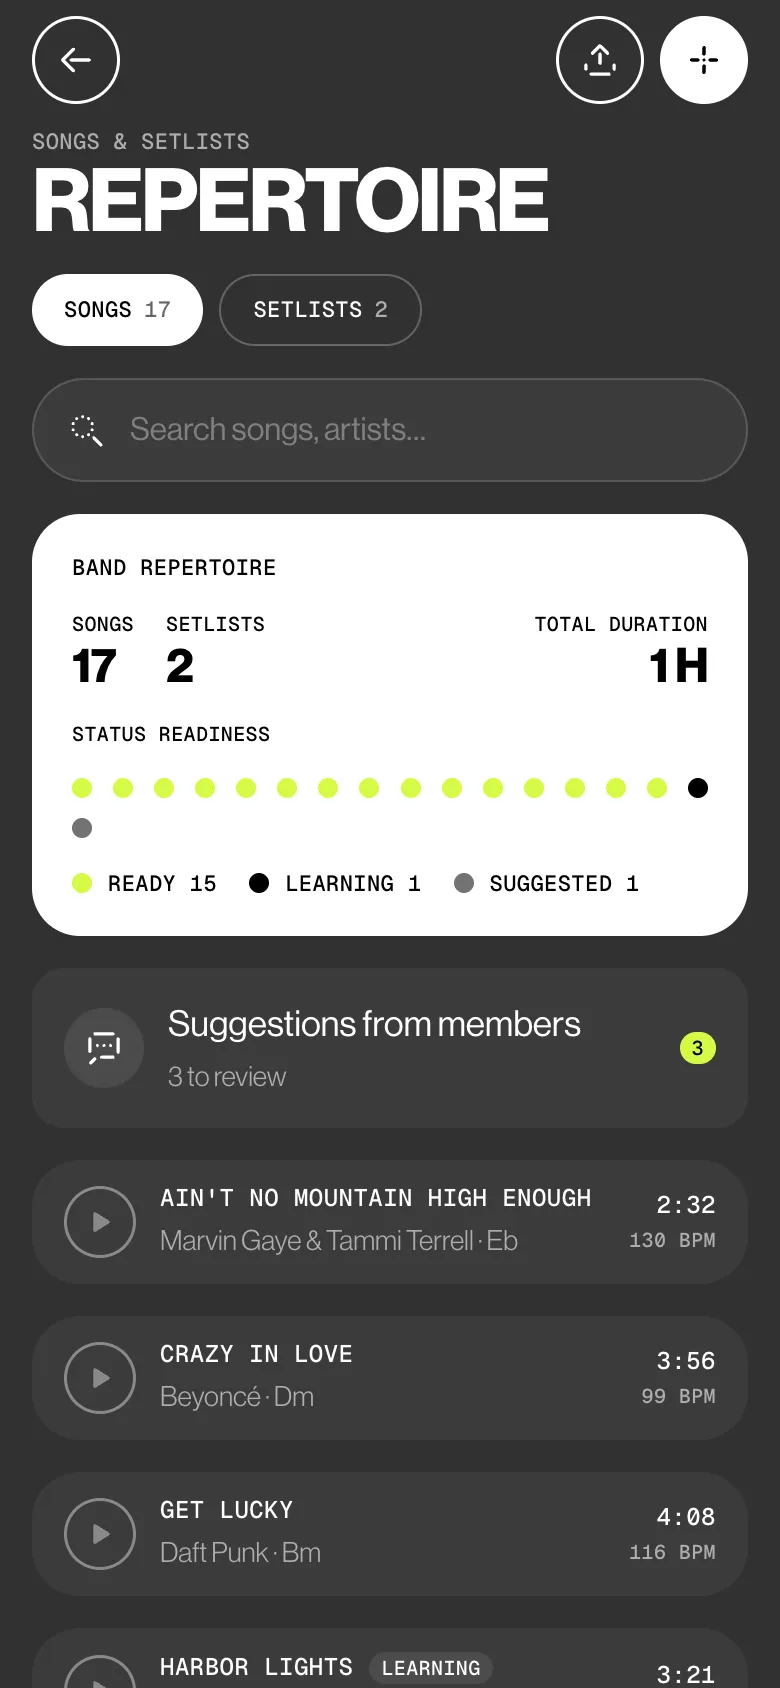 SONGS & SETLISTS
REPERTOIRE
SONGS 17
SETLISTS 2
Search songs, artists...
BAND REPERTOIRE
SONGS SETLISTS TOTAL DURATION
17 2 1H
STATUS READINESS
READY 15 LEARNING 1 SUGGESTED 1
Suggestions from members
3 to review
3
AIN'T NO MOUNTAIN HIGH ENOUGH
2:32
Marvin Gaye & Tammi Terrell · Eb
130 BPM
CRAZY IN LOVE
3:56
Beyoncé · Dm
99 BPM
GET LUCKY
4:08
Daft Punk · Bm
116 BPM
HARBOR LIGHTS LEARNING
3:21